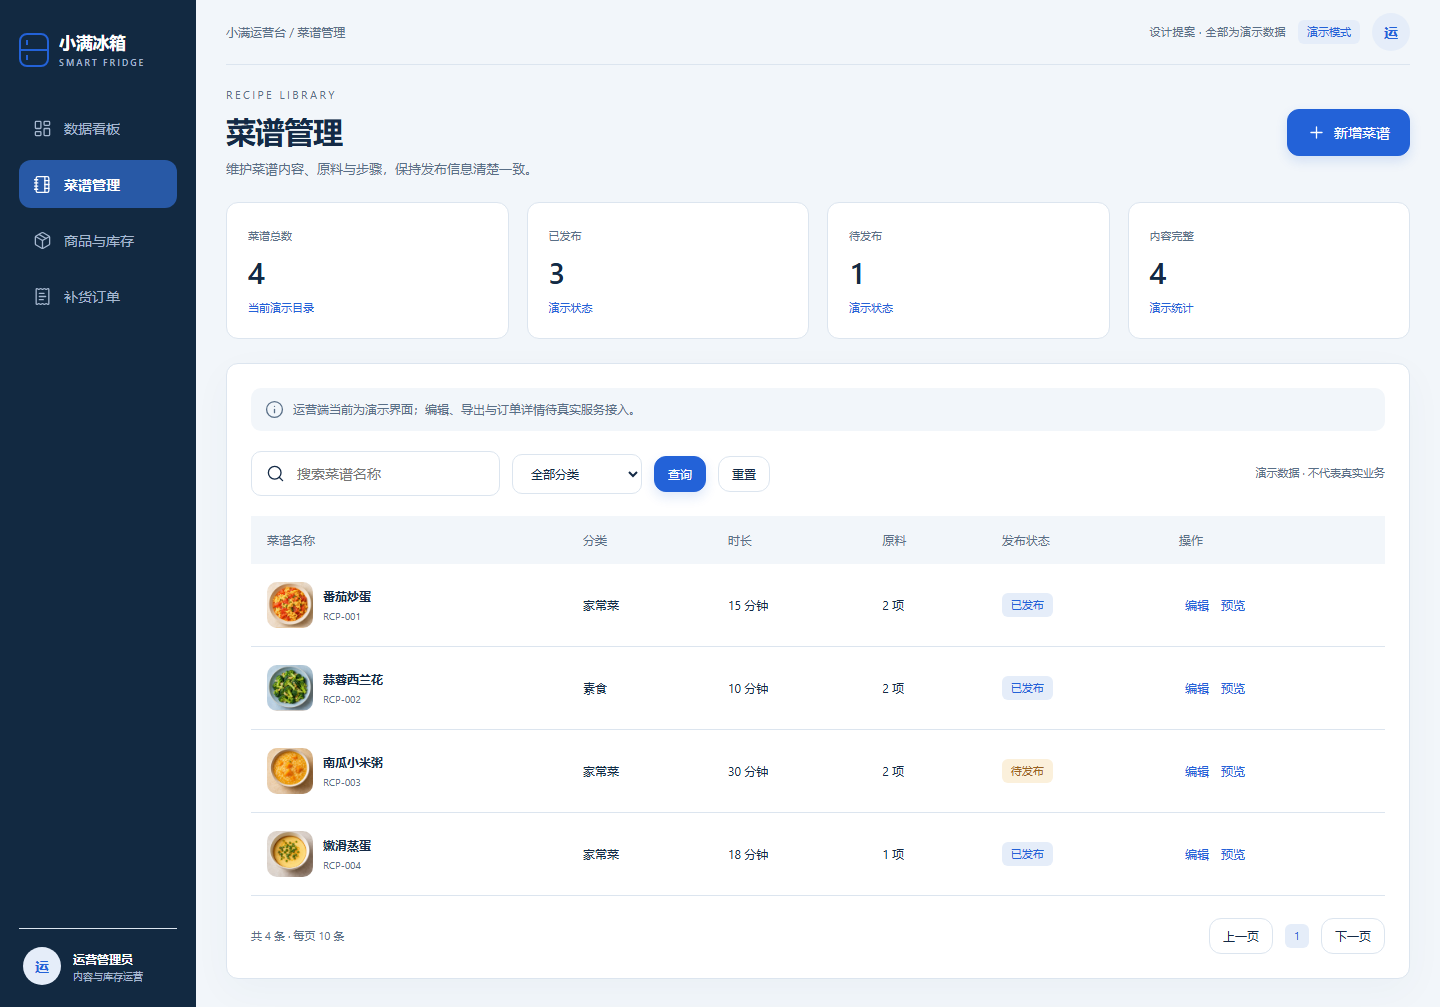 小满冰箱
SMART FRIDGE
数据看板
菜谱管理
商品与库存
补货订单
运
运营管理员
内容与库存运营
小满运营台 / 菜谱管理
设计提案 · 全部为演示数据
演示模式
运
RECIPE LIBRARY
菜谱管理
维护菜谱内容、原料与步骤，保持发布信息清楚一致。
新增菜谱
菜谱总数
4
当前演示目录
已发布
3
演示状态
待发布
1
演示状态
内容完整
4
演示统计
运营端当前为演示界面；编辑、导出与订单详情待真实服务接入。
搜索菜谱名称
全部分类
查询
重置
演示数据 · 不代表真实业务
菜谱名称 分类 时长 原料 发布状态 操作
番茄炒蛋
RCP-001
家常菜 15 分钟 2 项 已发布 编辑 预览
蒜蓉西兰花
RCP-002
素食 10 分钟 2 项 已发布 编辑 预览
南瓜小米粥
RCP-003
家常菜 30 分钟 2 项 待发布 编辑 预览
嫩滑蒸蛋
RCP-004
家常菜 18 分钟 1 项 已发布 编辑 预览
共 4 条 · 每页 10 条
上一页
1
下一页